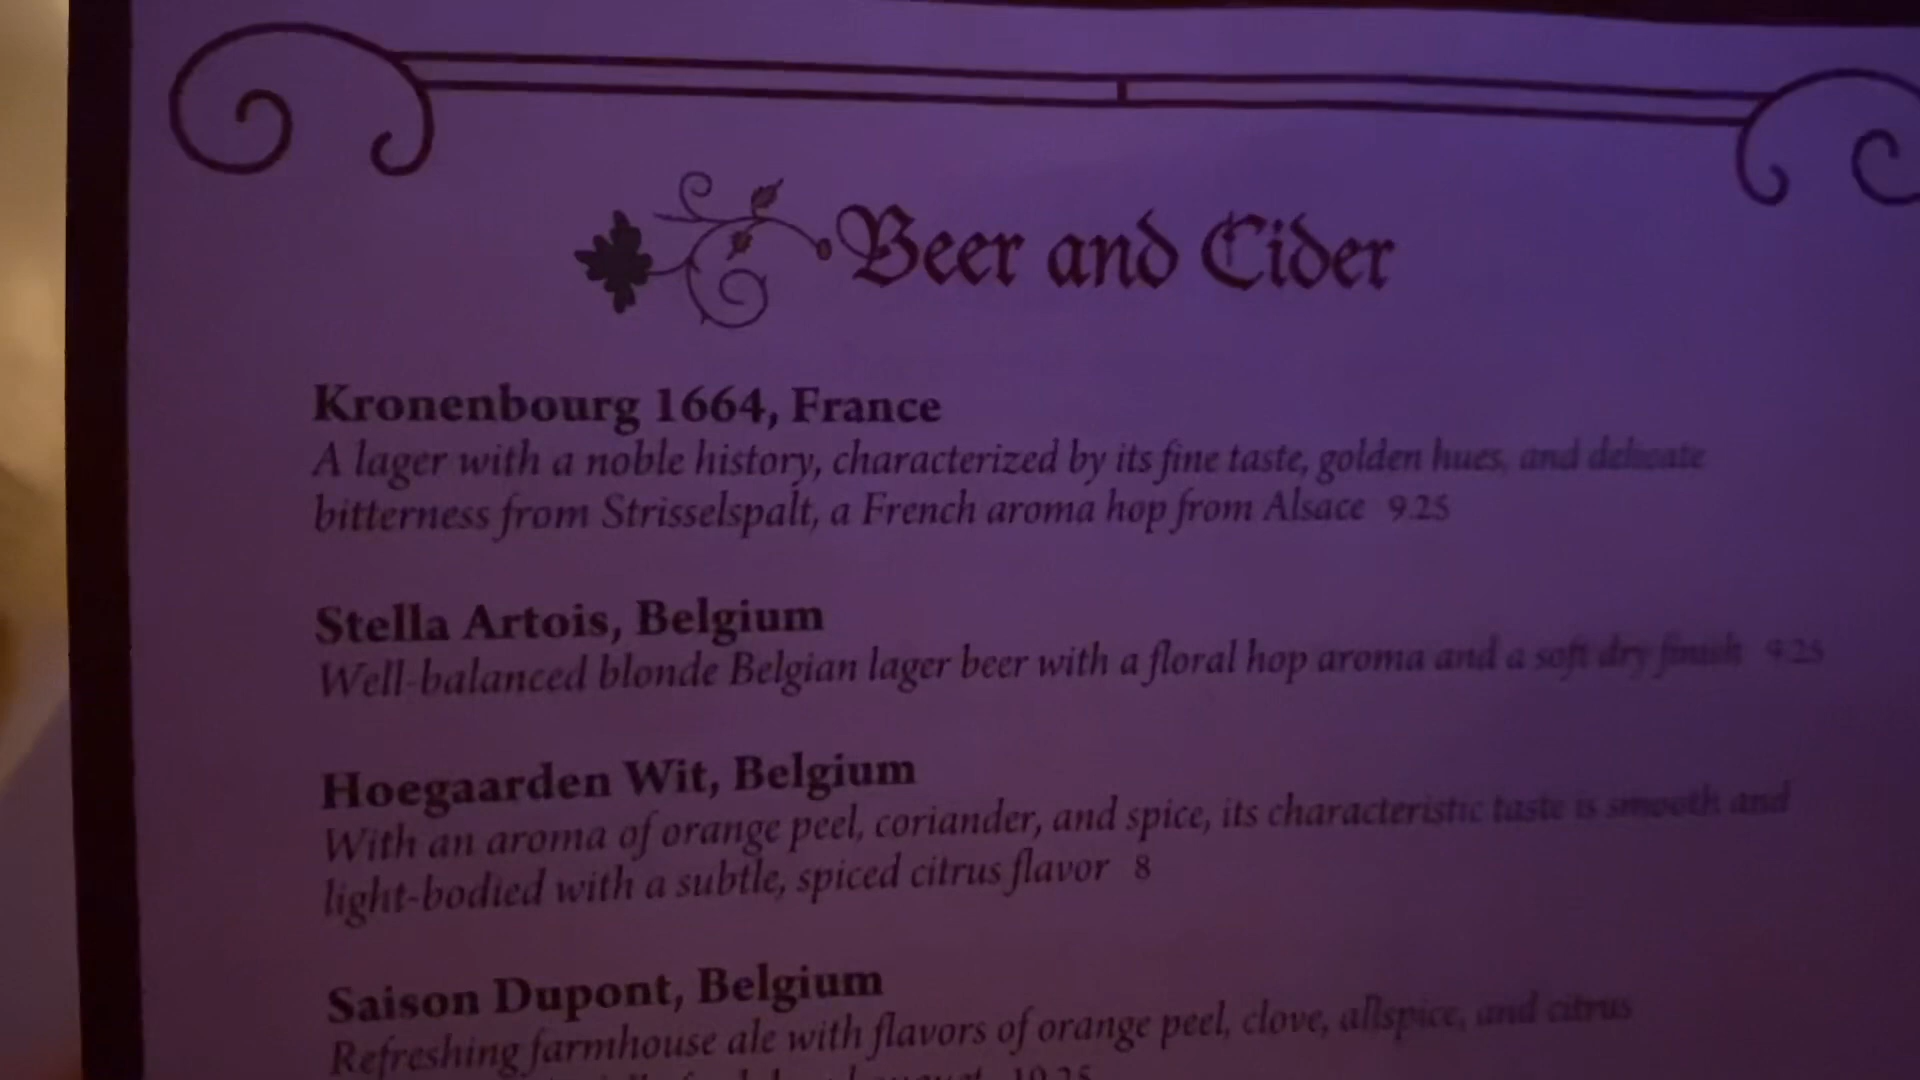 Beer and Cider
Kronenbourg 1664, France
A lager with a noble history, characterized by its fine taste, golden hues, and delicate
bitterness from Strisselspalt, a French aroma hop from Alsace 9.25
Stella Artois, Belgium
Well-balanced blonde Belgian lager beer with a floral hop aroma and a soft dry finish 9.25
Hoegaarden Wit, Belgium
With an aroma of orange peel, coriander, and spice, its characteristic taste is smooth and
light-bodied with a subtle, spiced citrus flavor 8
Saison Dupont, Belgium
Refreshing farmhouse ale with flavors of orange peel, clove, allspice, and citrus
10.25